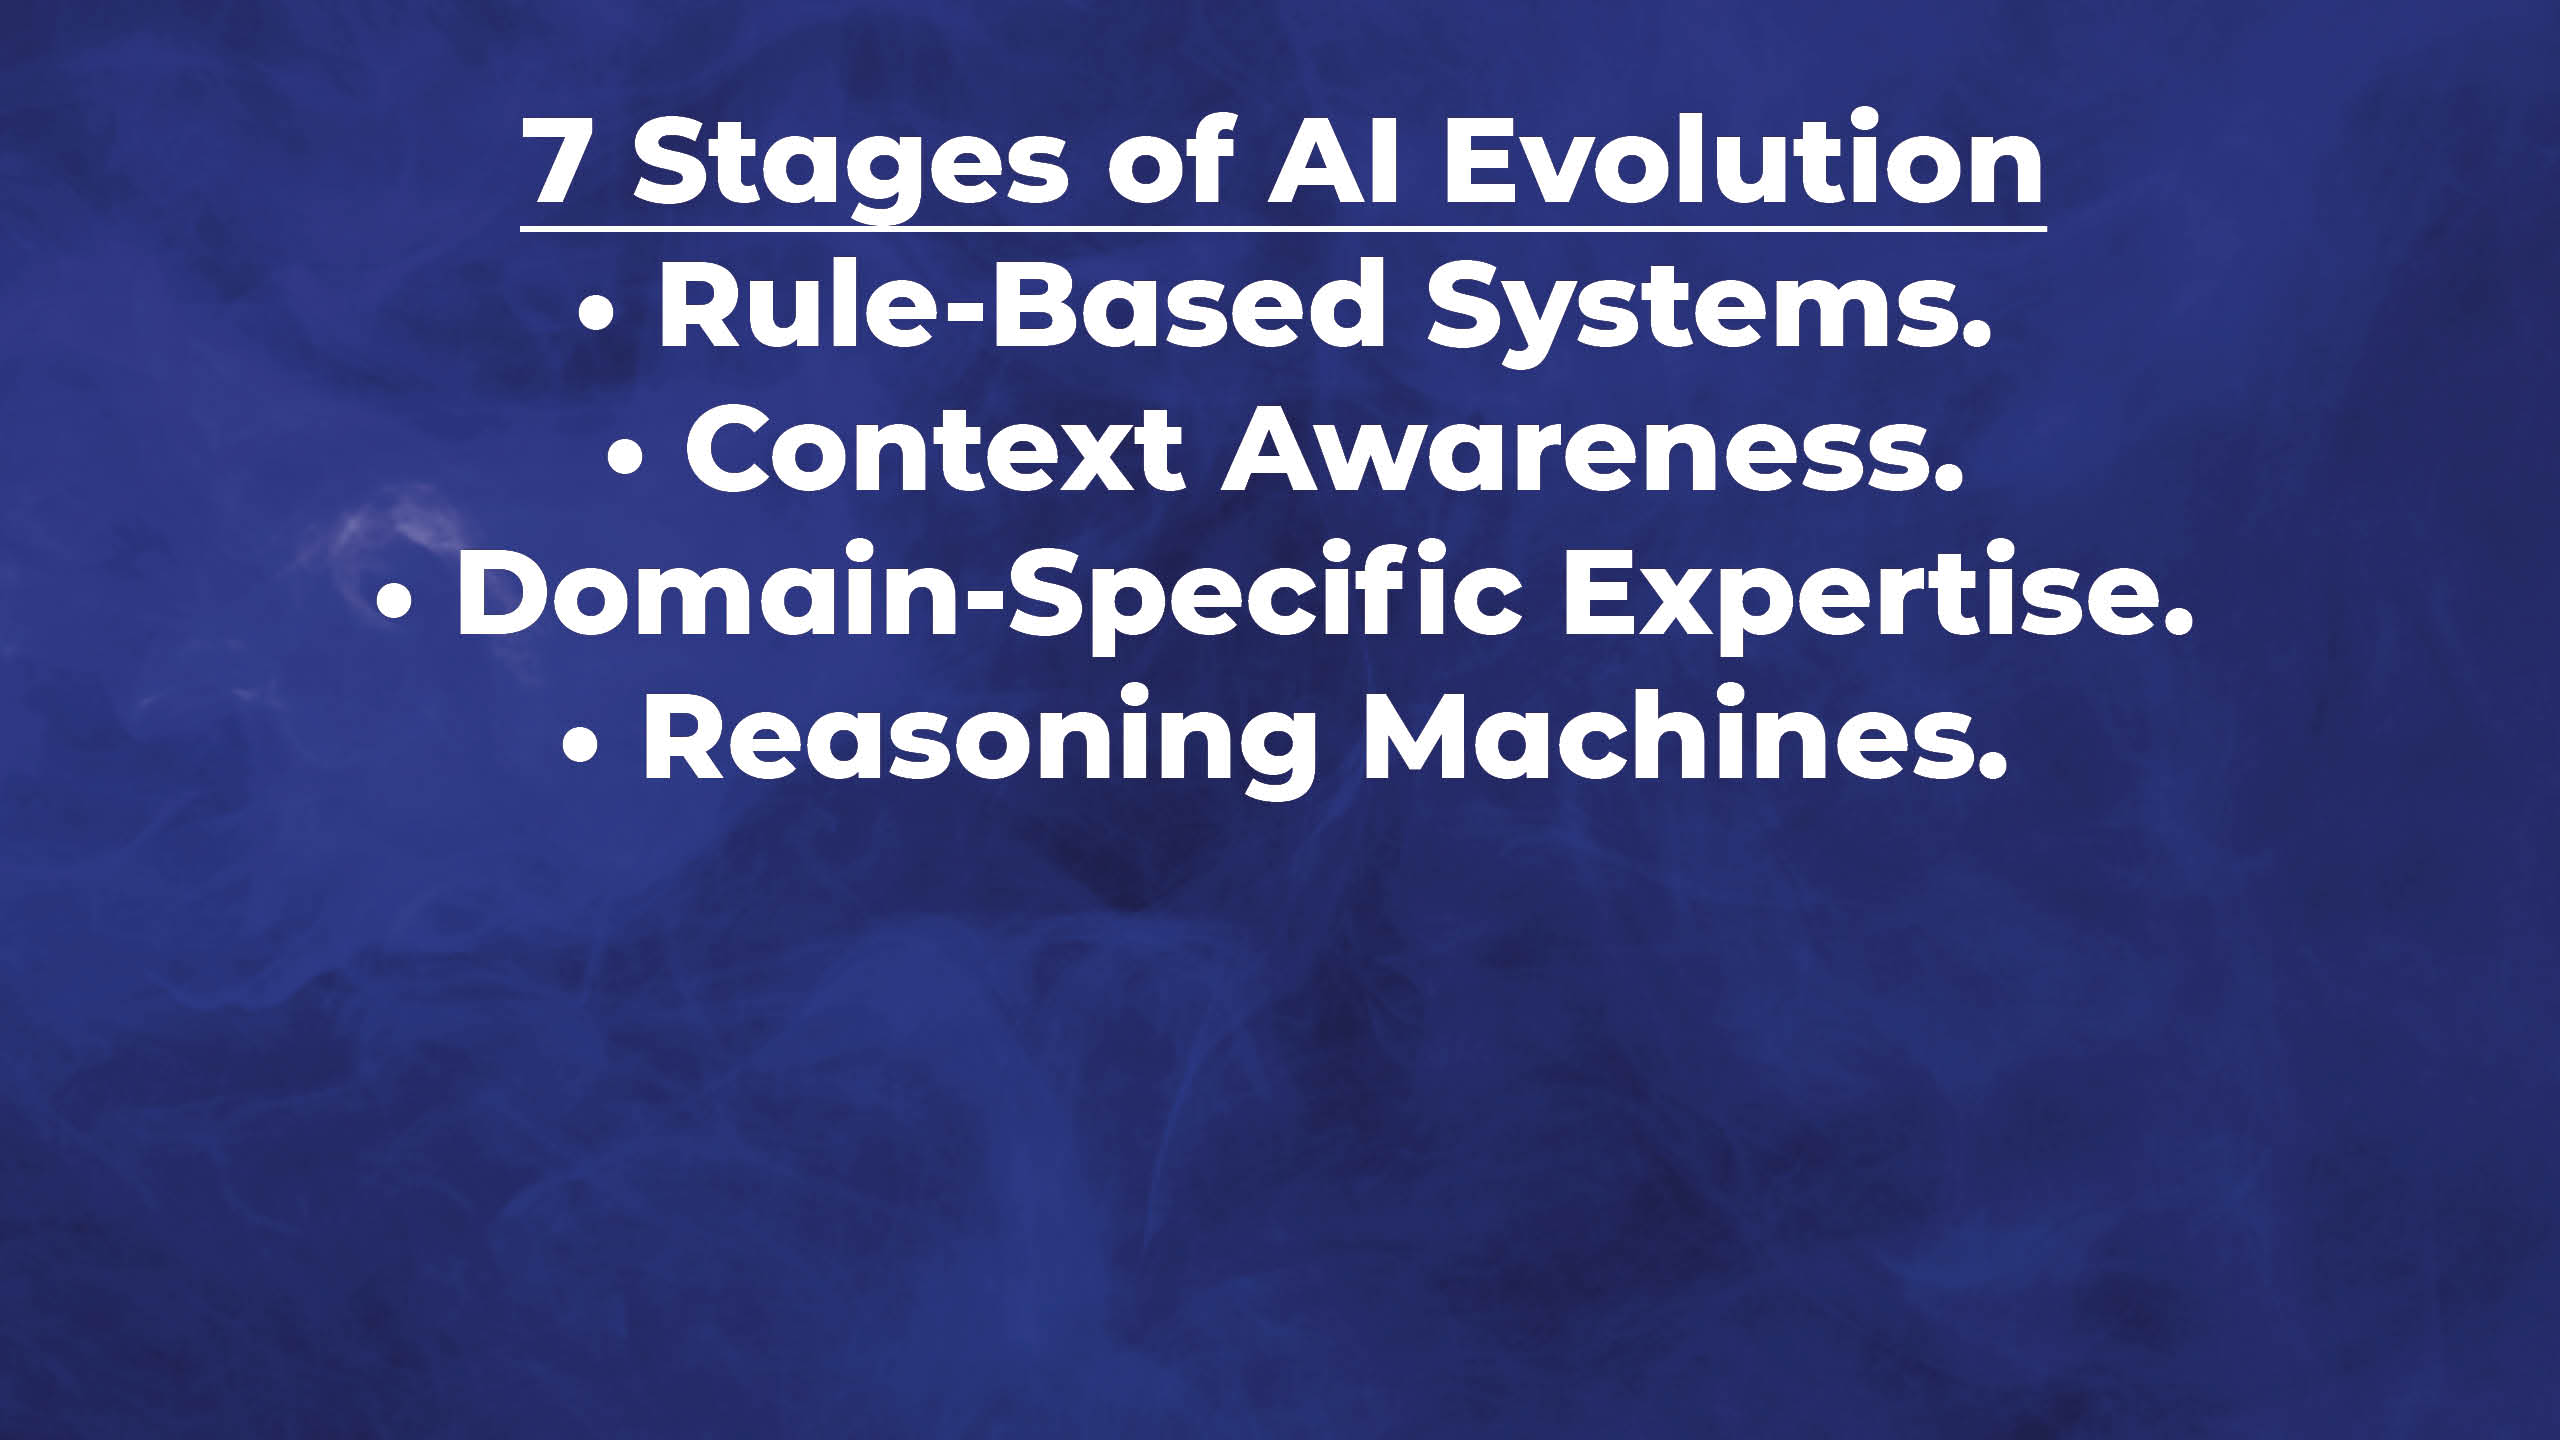 7 Stages of AI Evolution
• Rule-Based Systems.
• Context Awareness.
• Domain-Specific Expertise.
• Reasoning Machines.